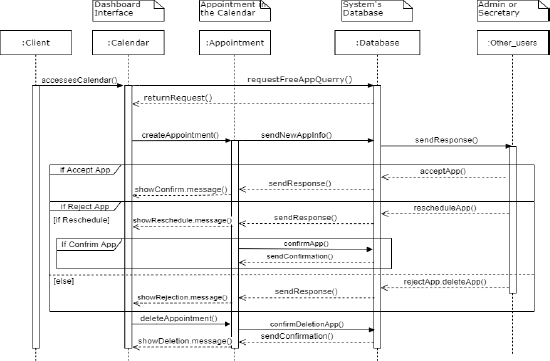 Dashboard
Interface
Appointment in
the Calendar
System's
Database
Admin or
Secretary
:Client
:Calendar
:Appointment
:Database
:Other_users
accessesCalendar()
requestFreeAppQuerry()
returnRequest()
createAppointment()
sendNewAppInfo()
sendResponse()
if Accept App
acceptApp()
sendResponse()
showConfirm.message()
if Reject App
rescheduleApp()
[if Reschedule]
sendResponse()
showReschedule.message()
If Confrim App
confirmApp()
sendConfirmation()
[else]
rejectApp.deleteApp()
sendResponse()
showRejection.message()
deleteAppointment()
confirmDeletionApp()
sendConfirmation()
showDeletion.message()